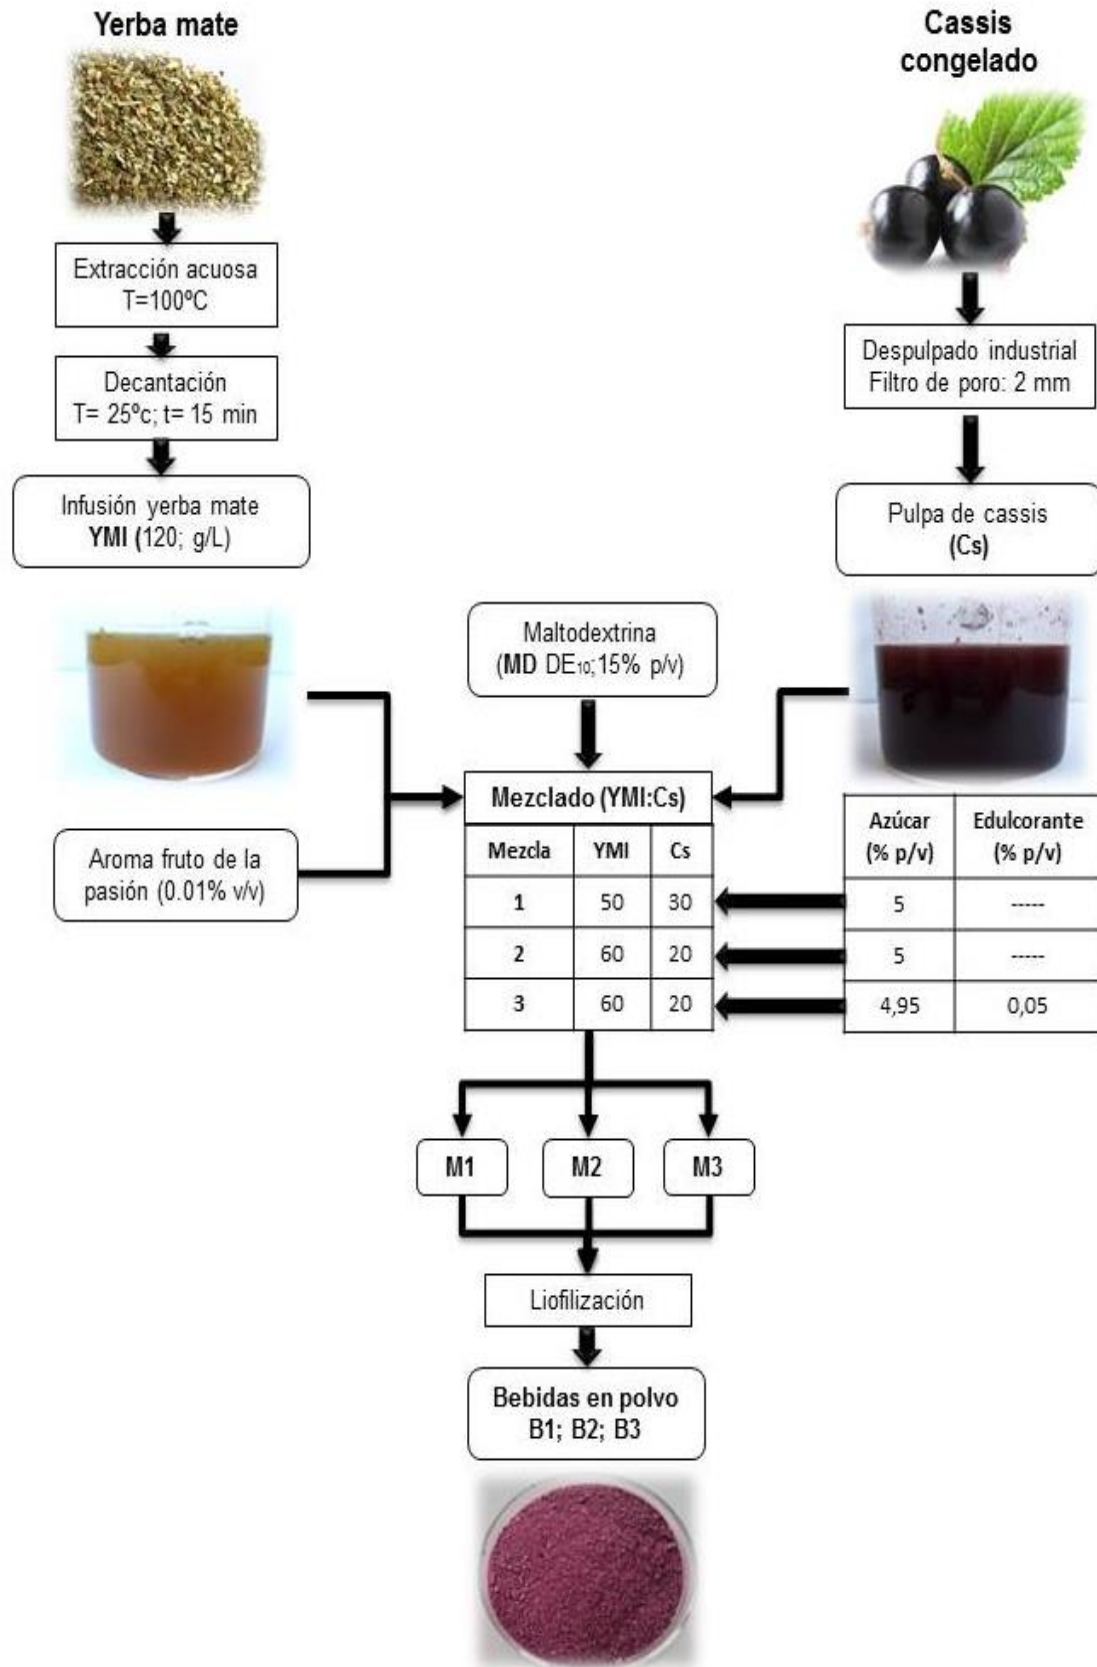 Yerba mate
Extracción acuosa
T=100ºC
Decantación
T= 25ºc; t= 15 min
Infusión yerba mate
YMI (120; g/L)
Cassis
congelado
Despulpado industrial
Filtro de poro: 2 mm
Pulpa de cassis
(Cs)
Maltodextrina
(MD DE10;15% p/v)
Aroma fruto de la
pasión (0.01% v/v)
Mezclado (YMI:Cs)
Mezcla YMI Cs
1 50 30
2 60 20
3 60 20
Azúcar Edulcorante
(% p/v) (% p/v)
5 -----
5 -----
4,95 0,05
M1 M2 M3
Liofilización
Bebidas en polvo
B1; B2; B3